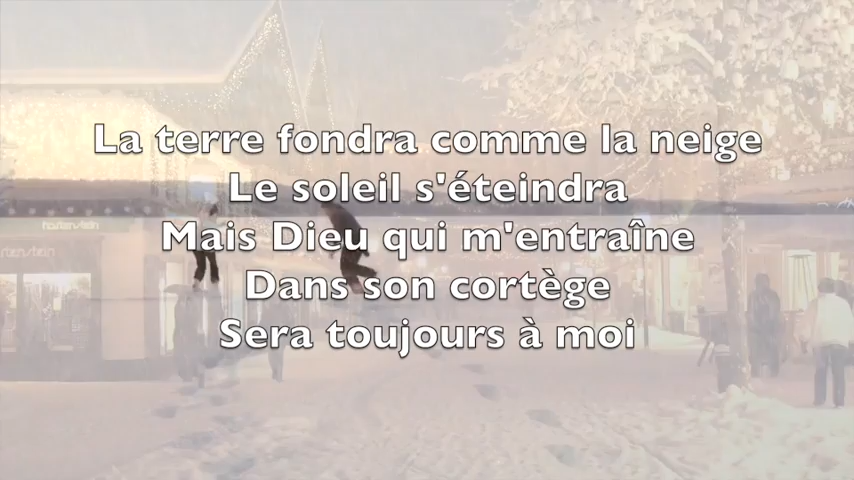 La terre fondra comme la neige
Le soleil s'éteindra
Mais Dieu qui m'entraîne
Dans son cortège
Sera toujours à moi